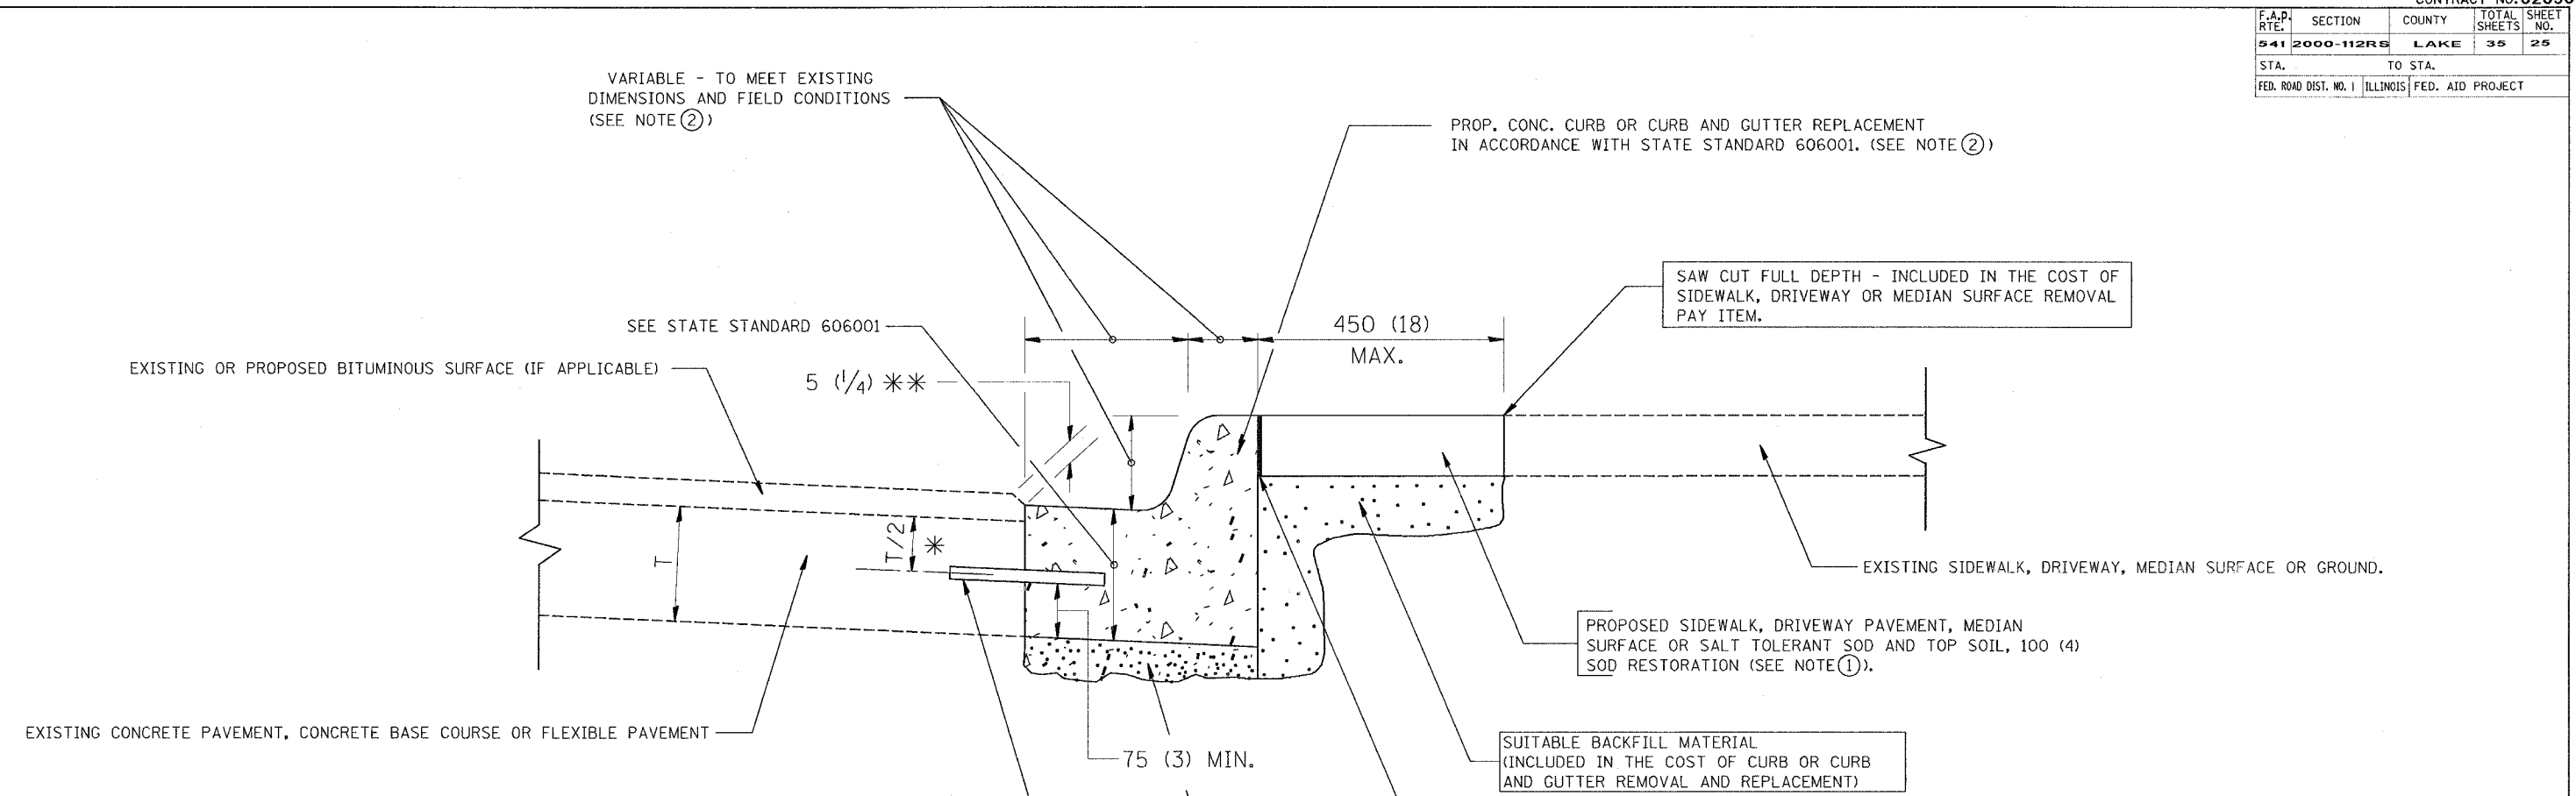 F.A.P. RTE. SECTION COUNTY TOTAL SHEETS SHEET NO.
541 2000-112RS LAKE 35 25
STA. TO STA.
FED. ROAD DIST. NO. 1 ILLINOIS FED. AID PROJECT
VARIABLE - TO MEET EXISTING
DIMENSIONS AND FIELD CONDITIONS
(SEE NOTE ②)
PROP. CONC. CURB OR CURB AND GUTTER REPLACEMENT
IN ACCORDANCE WITH STATE STANDARD 606001. (SEE NOTE ②)
SAW CUT FULL DEPTH - INCLUDED IN THE COST OF
SIDEWALK, DRIVEWAY OR MEDIAN SURFACE REMOVAL
PAY ITEM.
SEE STATE STANDARD 606001
450 (18)
MAX.
EXISTING OR PROPOSED BITUMINOUS SURFACE (IF APPLICABLE)
5 (1/4) **
T
T/2 *
EXISTING SIDEWALK, DRIVEWAY, MEDIAN SURFACE OR GROUND.
PROPOSED SIDEWALK, DRIVEWAY PAVEMENT, MEDIAN
SURFACE OR SALT TOLERANT SOD AND TOP SOIL, 100 (4)
SOD RESTORATION (SEE NOTE ①).
EXISTING CONCRETE PAVEMENT, CONCRETE BASE COURSE OR FLEXIBLE PAVEMENT
75 (3) MIN.
SUITABLE BACKFILL MATERIAL
(INCLUDED IN THE COST OF CURB OR CURB
AND GUTTER REMOVAL AND REPLACEMENT)